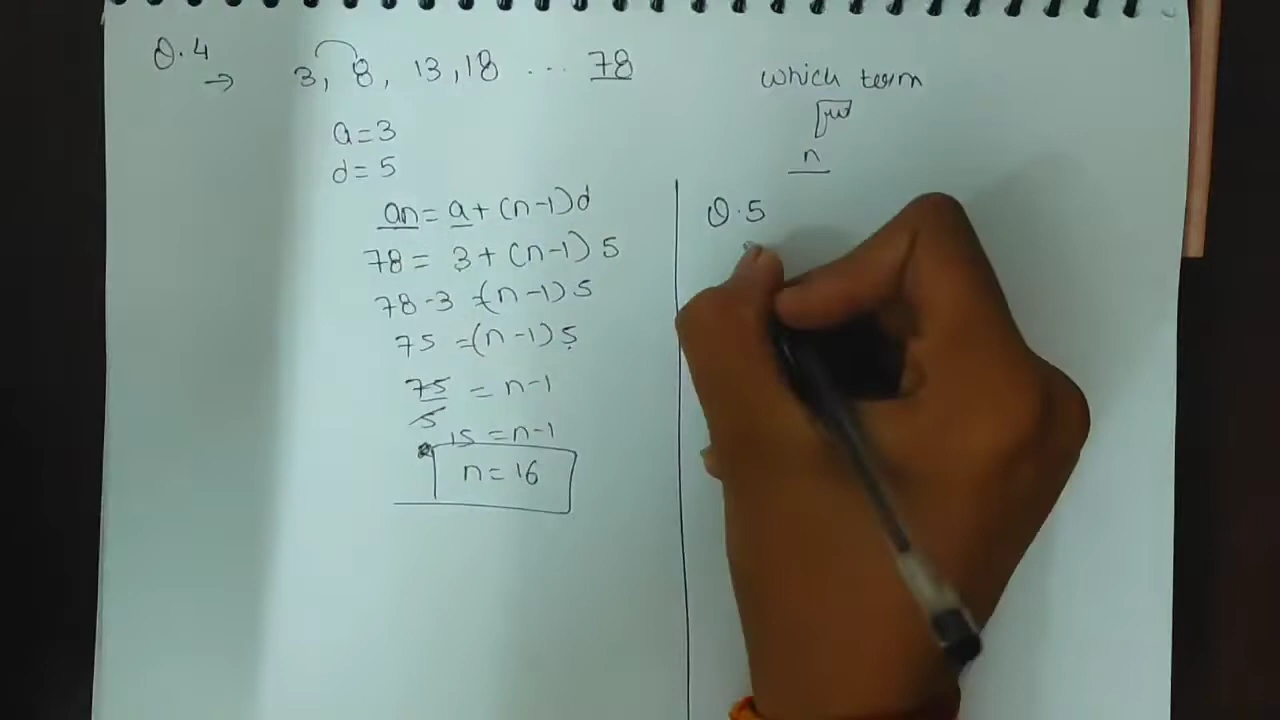 Q.4
→ 3, 8, 13, 18 ... 78
a = 3
d = 5
an = a + (n-1)d
78 = 3 + (n-1) 5
78 - 3 = (n-1) 5
75 = (n-1) 5
75/5 = n-1
15 = n-1
n = 16
which term
n
Q.5